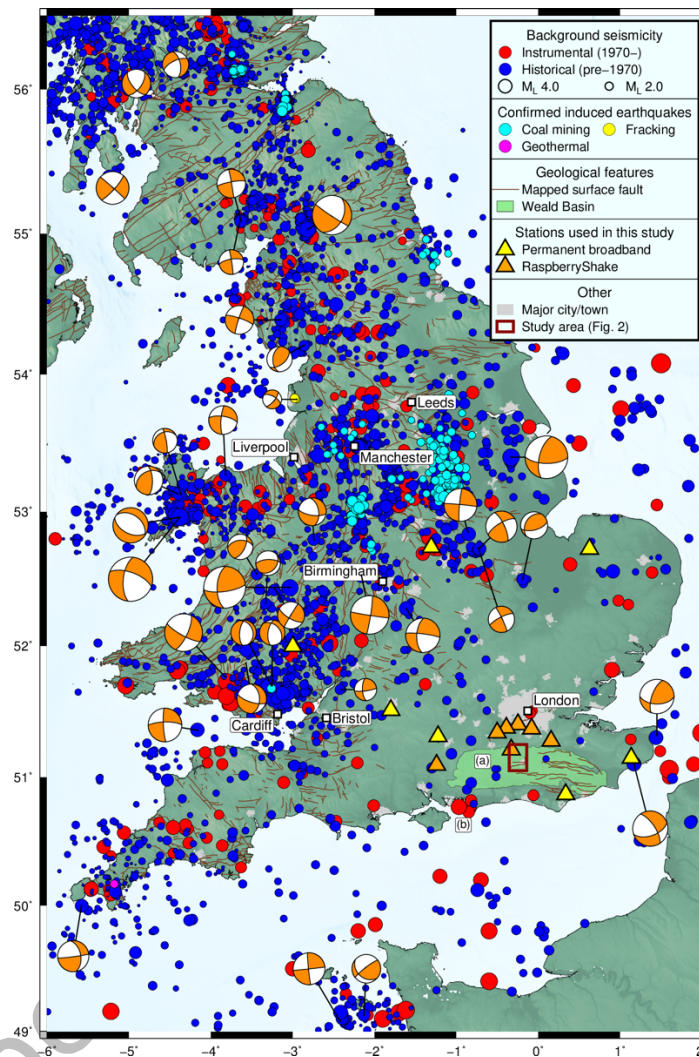 Background seismicity
Instrumental (1970-)
Historical (pre-1970)
ML 4.0 ML 2.0
Confirmed induced earthquakes
Coal mining Fracking
Geothermal
Geological features
Mapped surface fault
Weald Basin
Stations used in this study
Permanent broadband
RaspberryShake
Other
Major city/town
Study area (Fig. 2)
56°
55°
54°
Leeds
Liverpool
Manchester
53°
Birmingham
52°
London
Cardiff
Bristol
(a)
51°
(b)
50°
49°
−6° −5° −4° −3° −2° −1° 0° 1°